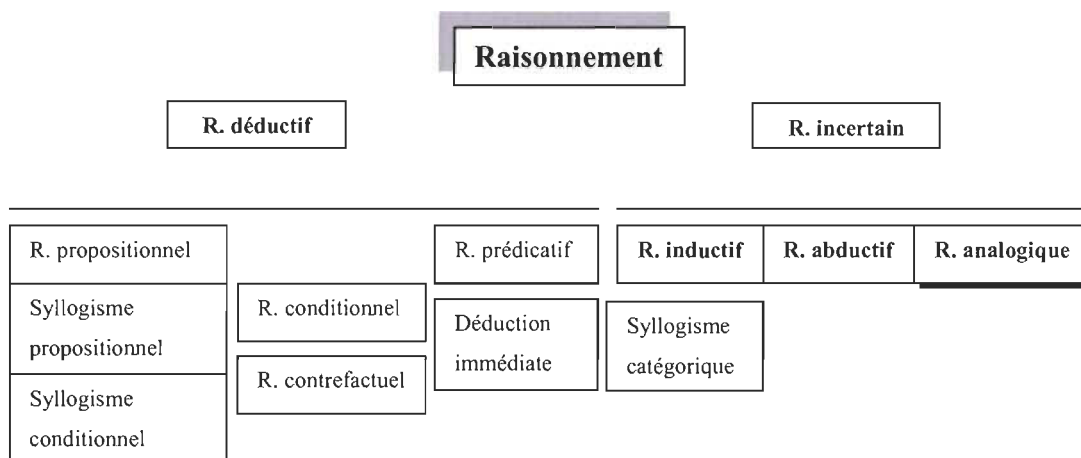 Raisonnement
R. déductif
R. incertain
R. propositionnel
R. prédicatif
R. inductif
R. abductif
R. analogique
Syllogisme
propositionnel
R. conditionnel
Déduction
immédiate
Syllogisme
catégorique
R. contrefactuel
Syllogisme
conditionnel